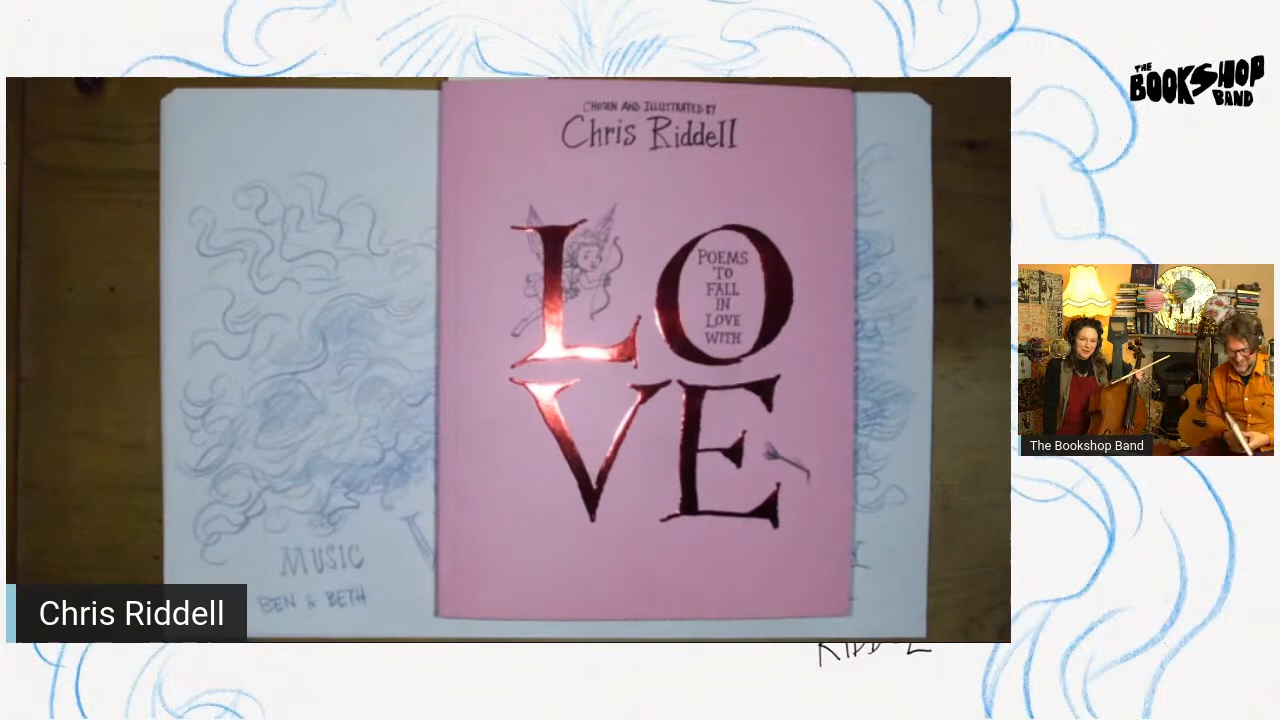 THE
BOOKSHOP
BAND
CHOSEN AND ILLUSTRATED BY
Chris Riddell
LO
POEMS
TO
FALL
IN
LOVE
WITH
VE
MUSIC
BEN & BETH
Chris Riddell
The Bookshop Band